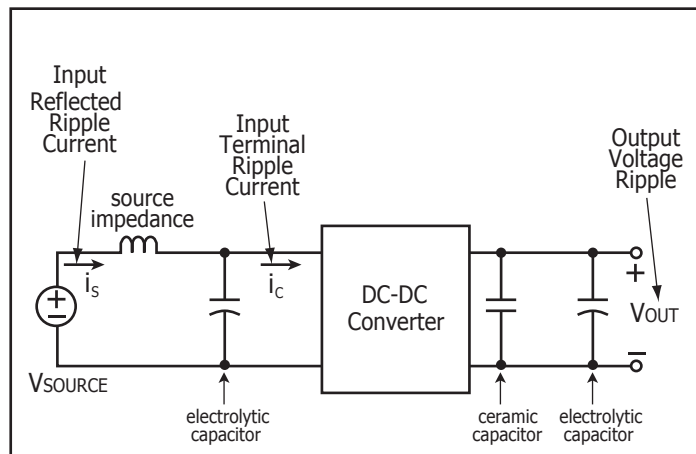 Input
Reflected
Ripple
Current
Input
Terminal
Ripple
Current
Output
Voltage
Ripple
source
impedance
iS
iC
DC-DC
Converter
+
−
+
VOUT
−
VSOURCE
electrolytic
capacitor
ceramic
capacitor
electrolytic
capacitor